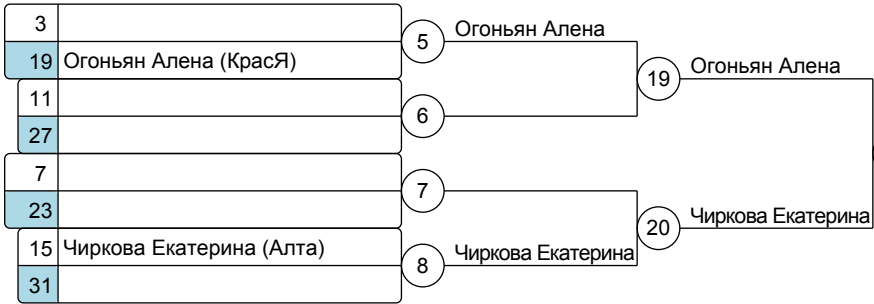 3
5
Огоньян Алена
19
Огоньян Алена (КрасЯ)
19
Огоньян Алена
11
6
27
7
7
23
20
Чиркова Екатерина
15
Чиркова Екатерина (Алта)
8
Чиркова Екатерина
31